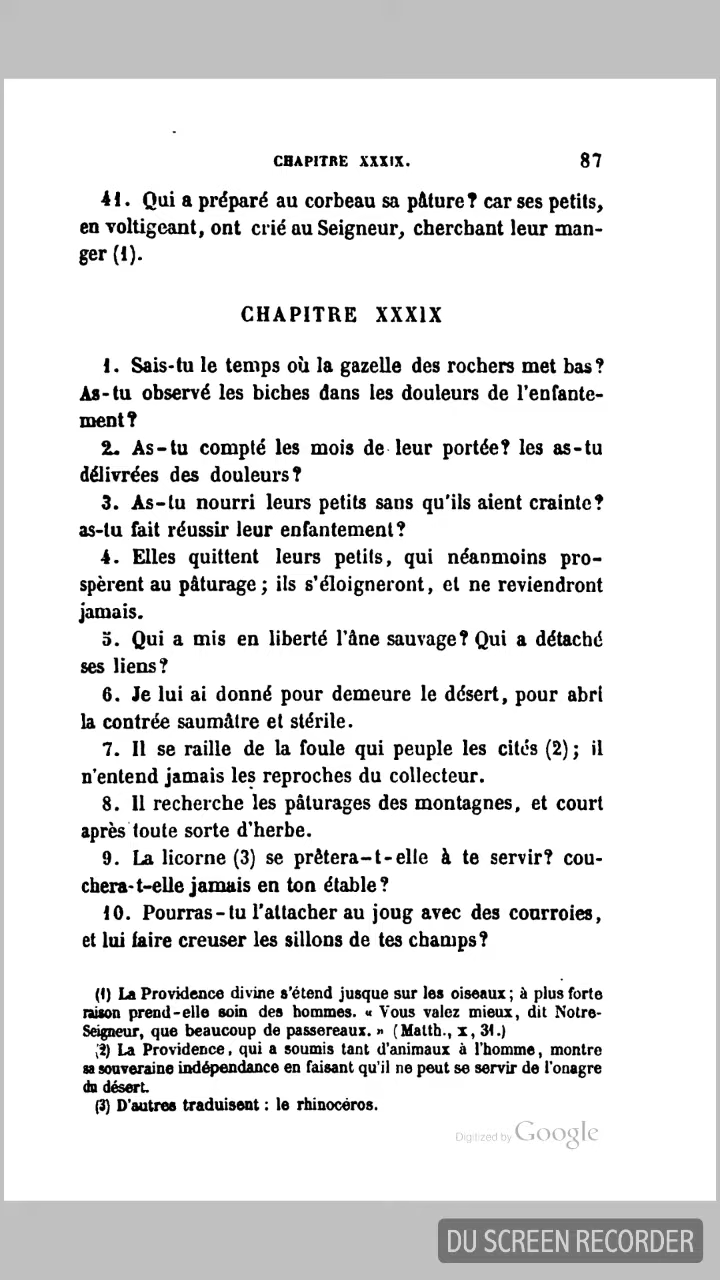 CHAPITRE XXXIX. 87
41. Qui a préparé au corbeau sa pâture? car ses petits,
en voltigeant, ont crié au Seigneur, cherchant leur man-
ger (1).
CHAPITRE XXXIX
1. Sais-tu le temps où la gazelle des rochers met bas?
As-tu observé les biches dans les douleurs de l'enfante-
ment?
2. As-tu compté les mois de leur portée? les as-tu
délivrées des douleurs?
3. As-tu nourri leurs petits sans qu'ils aient crainte?
as-tu fait réussir leur enfantement?
4. Elles quittent leurs petits, qui néanmoins pro-
spèrent au pâturage; ils s'éloigneront, et ne reviendront
jamais.
5. Qui a mis en liberté l'âne sauvage? Qui a détaché
ses liens?
6. Je lui ai donné pour demeure le désert, pour abri
la contrée saumâtre et stérile.
7. Il se raille de la foule qui peuple les cités (2); il
n'entend jamais les reproches du collecteur.
8. Il recherche les pâturages des montagnes, et court
après toute sorte d'herbe.
9. La licorne (3) se prêtera-t-elle à te servir? cou-
chera-t-elle jamais en ton étable?
10. Pourras-tu l'attacher au joug avec des courroies,
et lui faire creuser les sillons de tes champs?
(1) La Providence divine s'étend jusque sur les oiseaux; à plus forte
raison prend-elle soin des hommes. « Vous valez mieux, dit Notre-
Seigneur, que beaucoup de passereaux. » (Matth., X, 31.)
(2) La Providence, qui a soumis tant d'animaux à l'homme, montre
sa souveraine indépendance en faisant qu'il ne peut se servir de l'onagre
du désert.
(3) D'autres traduisent : le rhinocéros.
Digitized by Google
DU SCREEN RECORDER